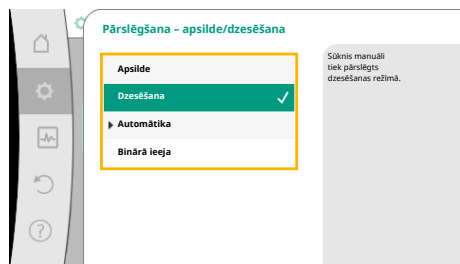 Pārslēgšana – apsilde/dzesēšana
Apsilde
Dzesēšana
Automātika
Binārā ieeja
Sūknis manuāli
tiek pārslēgts
dzesēšanas režīmā.
?